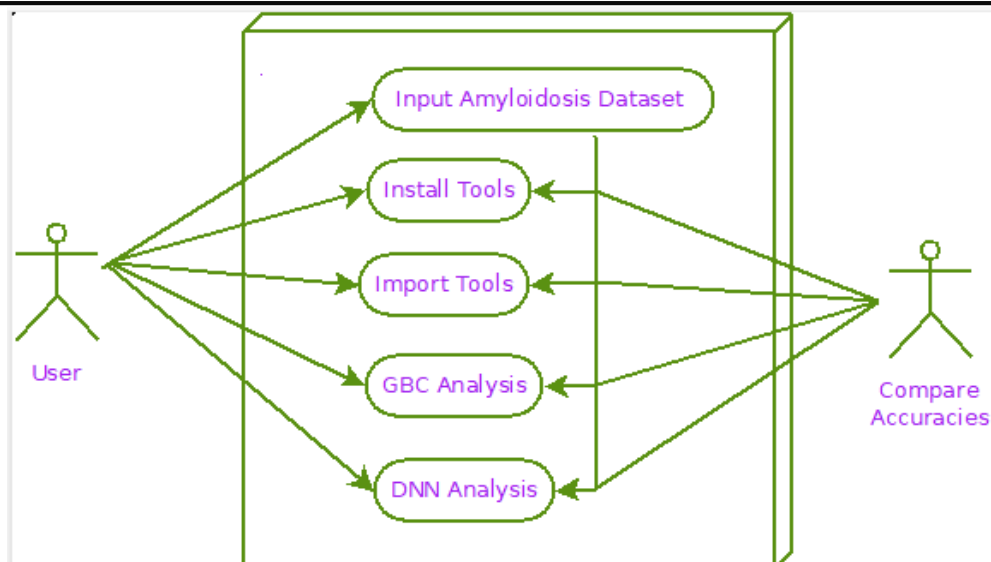 Input Amyloidosis Dataset
Install Tools
Import Tools
GBC Analysis
DNN Analysis
User
Compare
Accuracies